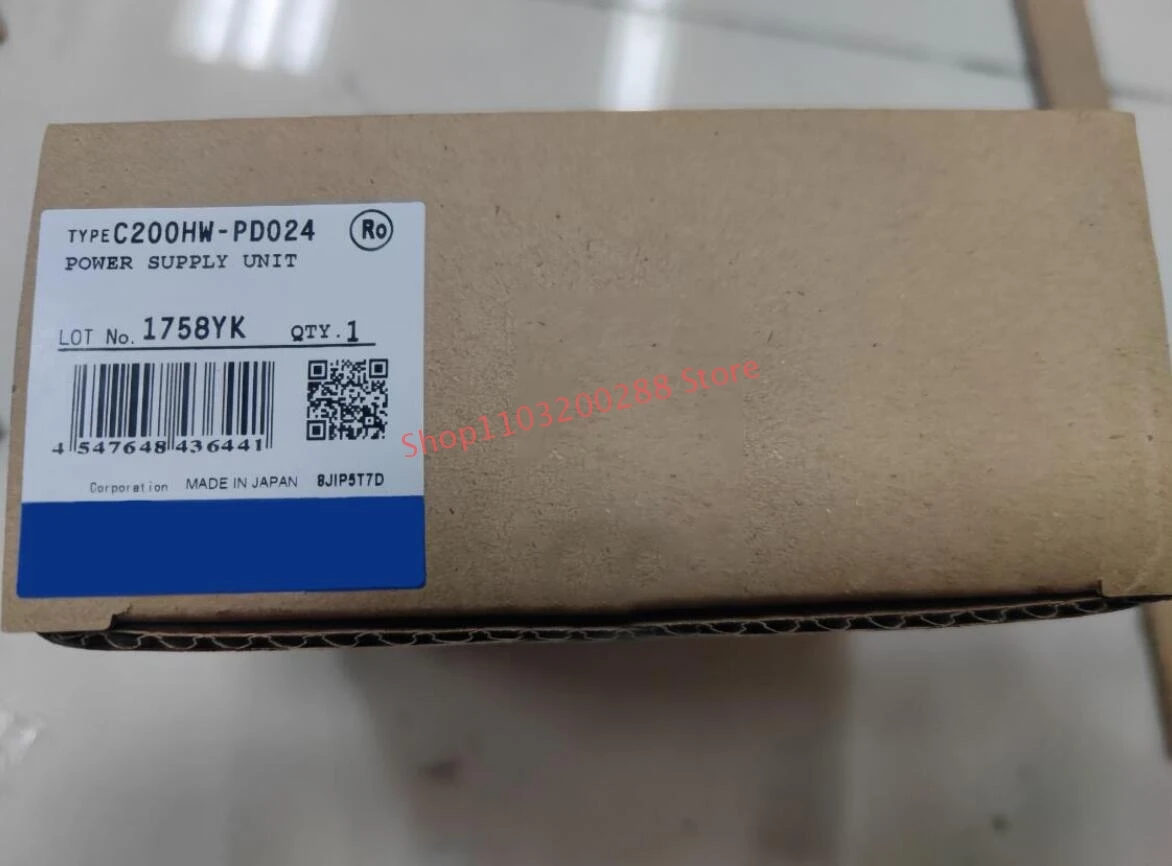 TYPE C200HW-PD024 Ro
POWER SUPPLY UNIT
LOT No. 1758YK QTY. 1
4 547648 436441
Corporation MADE IN JAPAN 8JIP5T7D
Shop1103200288 Store